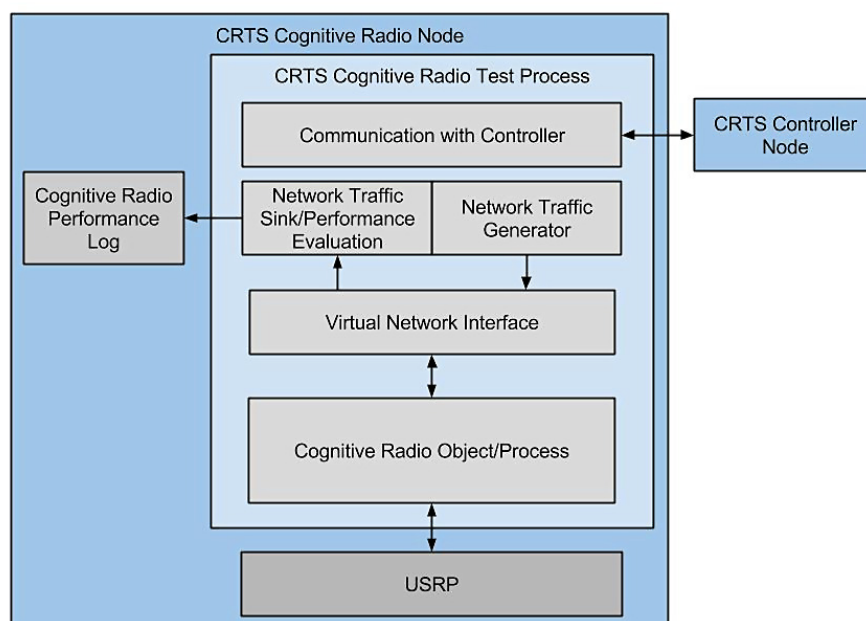 CRTS Cognitive Radio Node
CRTS Cognitive Radio Test Process
Communication with Controller
CRTS Controller
Node
Cognitive Radio
Performance
Log
Network Traffic
Sink/Performance
Evaluation
Network Traffic
Generator
Virtual Network Interface
Cognitive Radio Object/Process
USRP